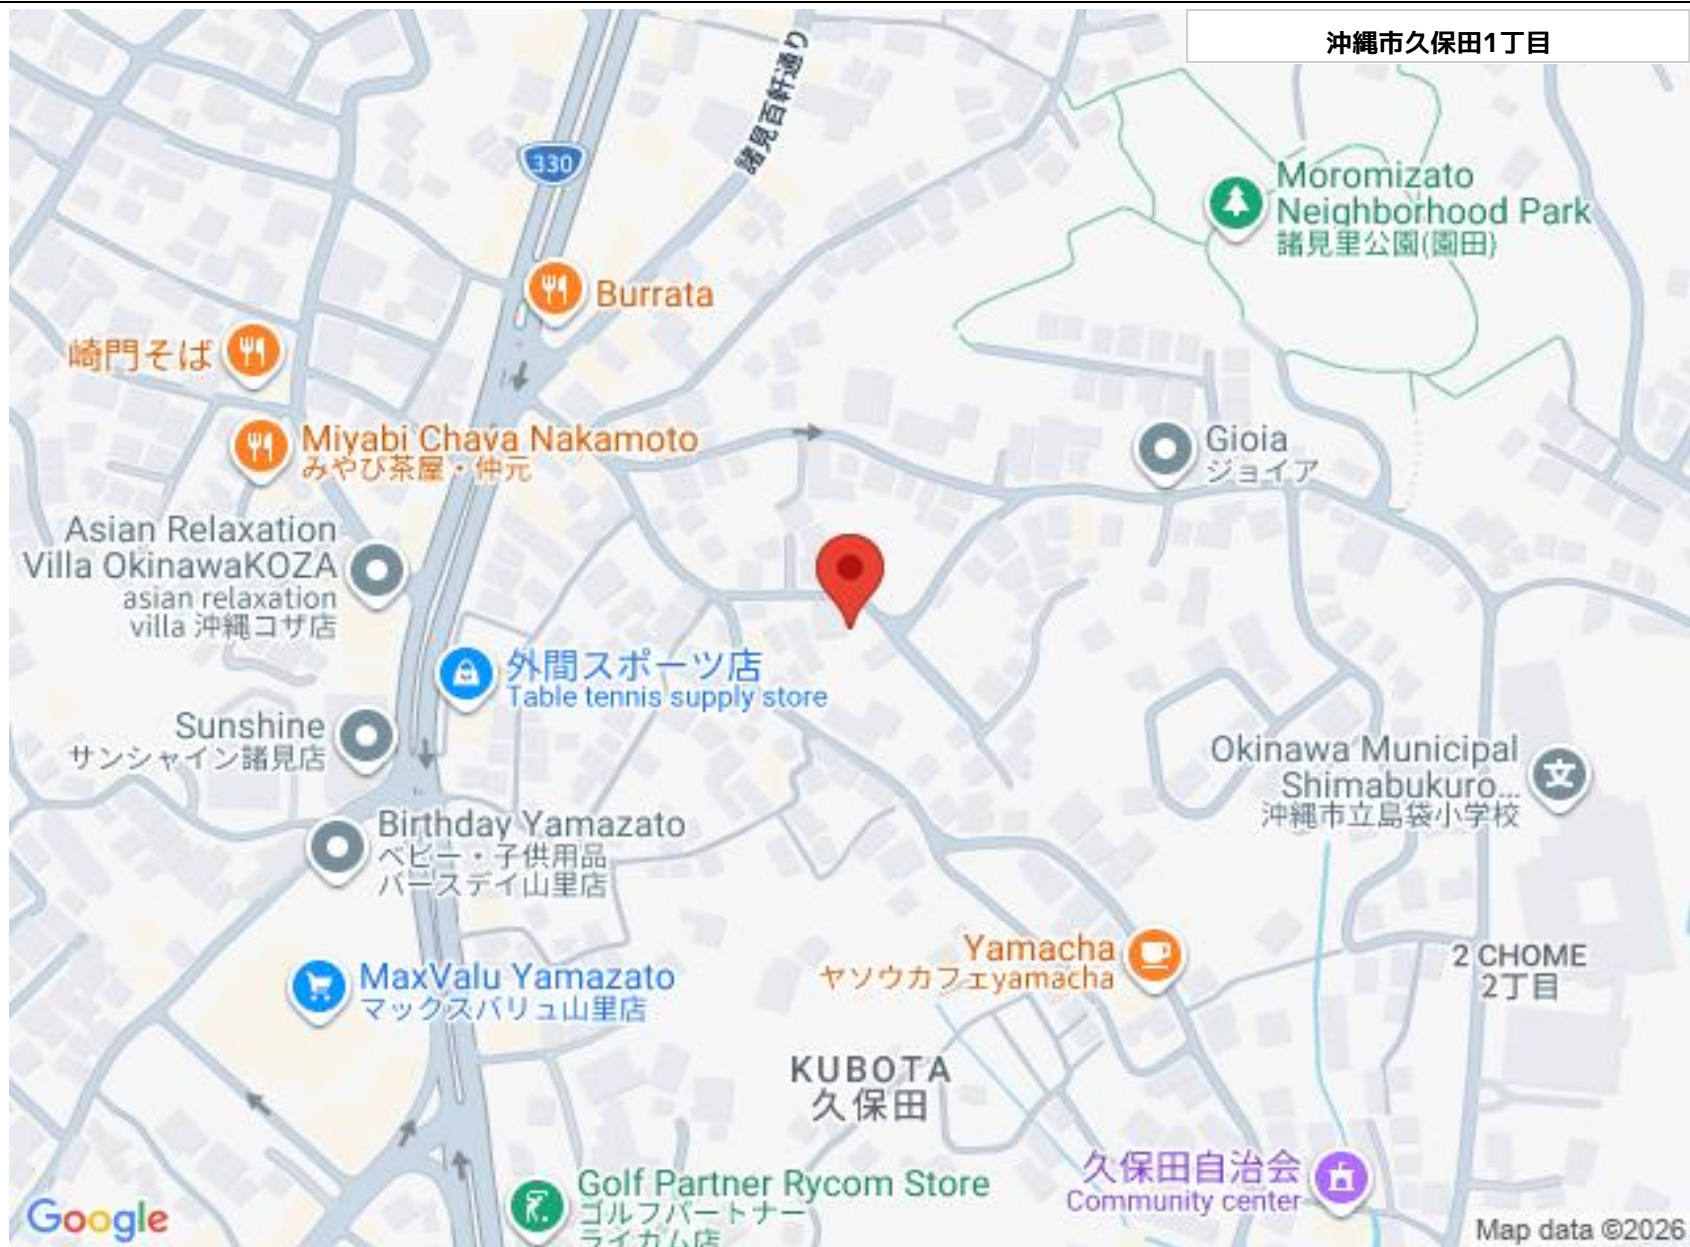 沖縄市久保田1丁目
諸見百軒通り
330
Moromizato
Neighborhood Park
諸見里公園(園田)
Burrata
崎門そば
Miyabi Chaya Nakamoto
みやび茶屋・仲元
Gioia
ジョイア
Asian Relaxation
Villa OkinawaKOZA
asian relaxation
villa 沖縄コザ店
外間スポーツ店
Table tennis supply store
Sunshine
サンシャイン諸見店
Okinawa Municipal
Shimabukuro...
沖縄市立島袋小学校
文
Birthday Yamazato
ベビー・子供用品
バースデイ山里店
Yamacha
ヤソウカフェyamacha
2 CHOME
2丁目
MaxValu Yamazato
マックスバリュ山里店
KUBOTA
久保田
久保田自治会
Community center
Golf Partner Rycom Store
ゴルフパートナー
ライカム店
Google
Map data ©2026